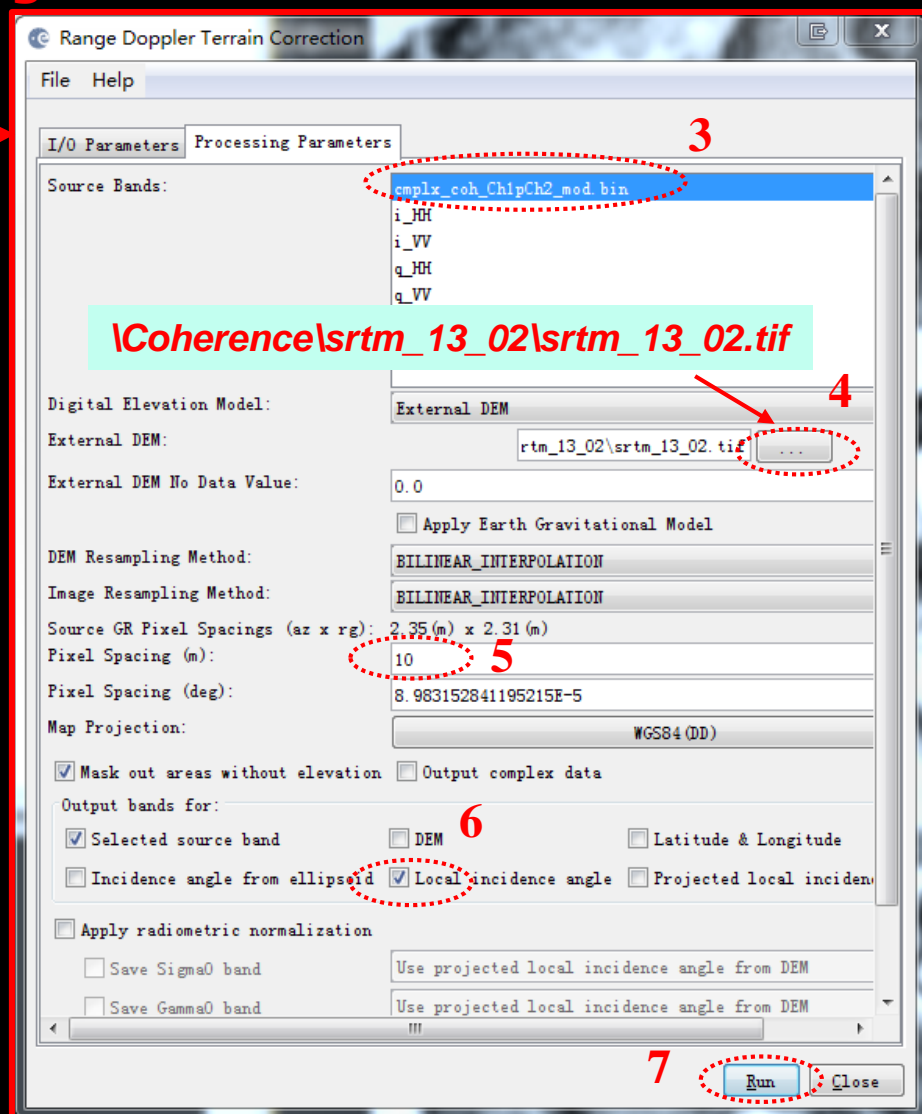 Range Doppler Terrain Correction
File Help
I/O Parameters Processing Parameters
3
Source Bands:
cmplx_coh_Ch1pCh2_mod.bin
i_HH
i_VV
q_HH
q_VV
\Coherence\srtm_13_02\srtm_13_02.tif
4
Digital Elevation Model: External DEM
External DEM: rtm_13_02\srtm_13_02.tif ...
External DEM No Data Value: 0.0
Apply Earth Gravitational Model
DEM Resampling Method: BILINEAR_INTERPOLATION
Image Resampling Method: BILINEAR_INTERPOLATION
Source GR Pixel Spacings (az x rg): 2.35(m) x 2.31(m)
Pixel Spacing (m): 10 5
Pixel Spacing (deg): 8.983152841195215E-5
Map Projection: WGS84(DD)
Mask out areas without elevation Output complex data
Output bands for:
6
Selected source band DEM Latitude & Longitude
Incidence angle from ellipsoid Local incidence angle Projected local inciden
Apply radiometric normalization
Save Sigma0 band Use projected local incidence angle from DEM
Save Gamma0 band Use projected local incidence angle from DEM
7
Run Close